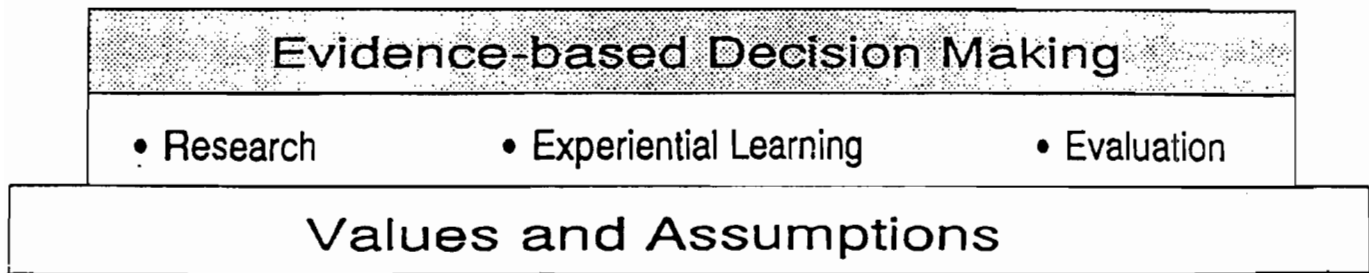 Evidence-based Decision Making
• Research • Experiential Learning • Evaluation
Values and Assumptions